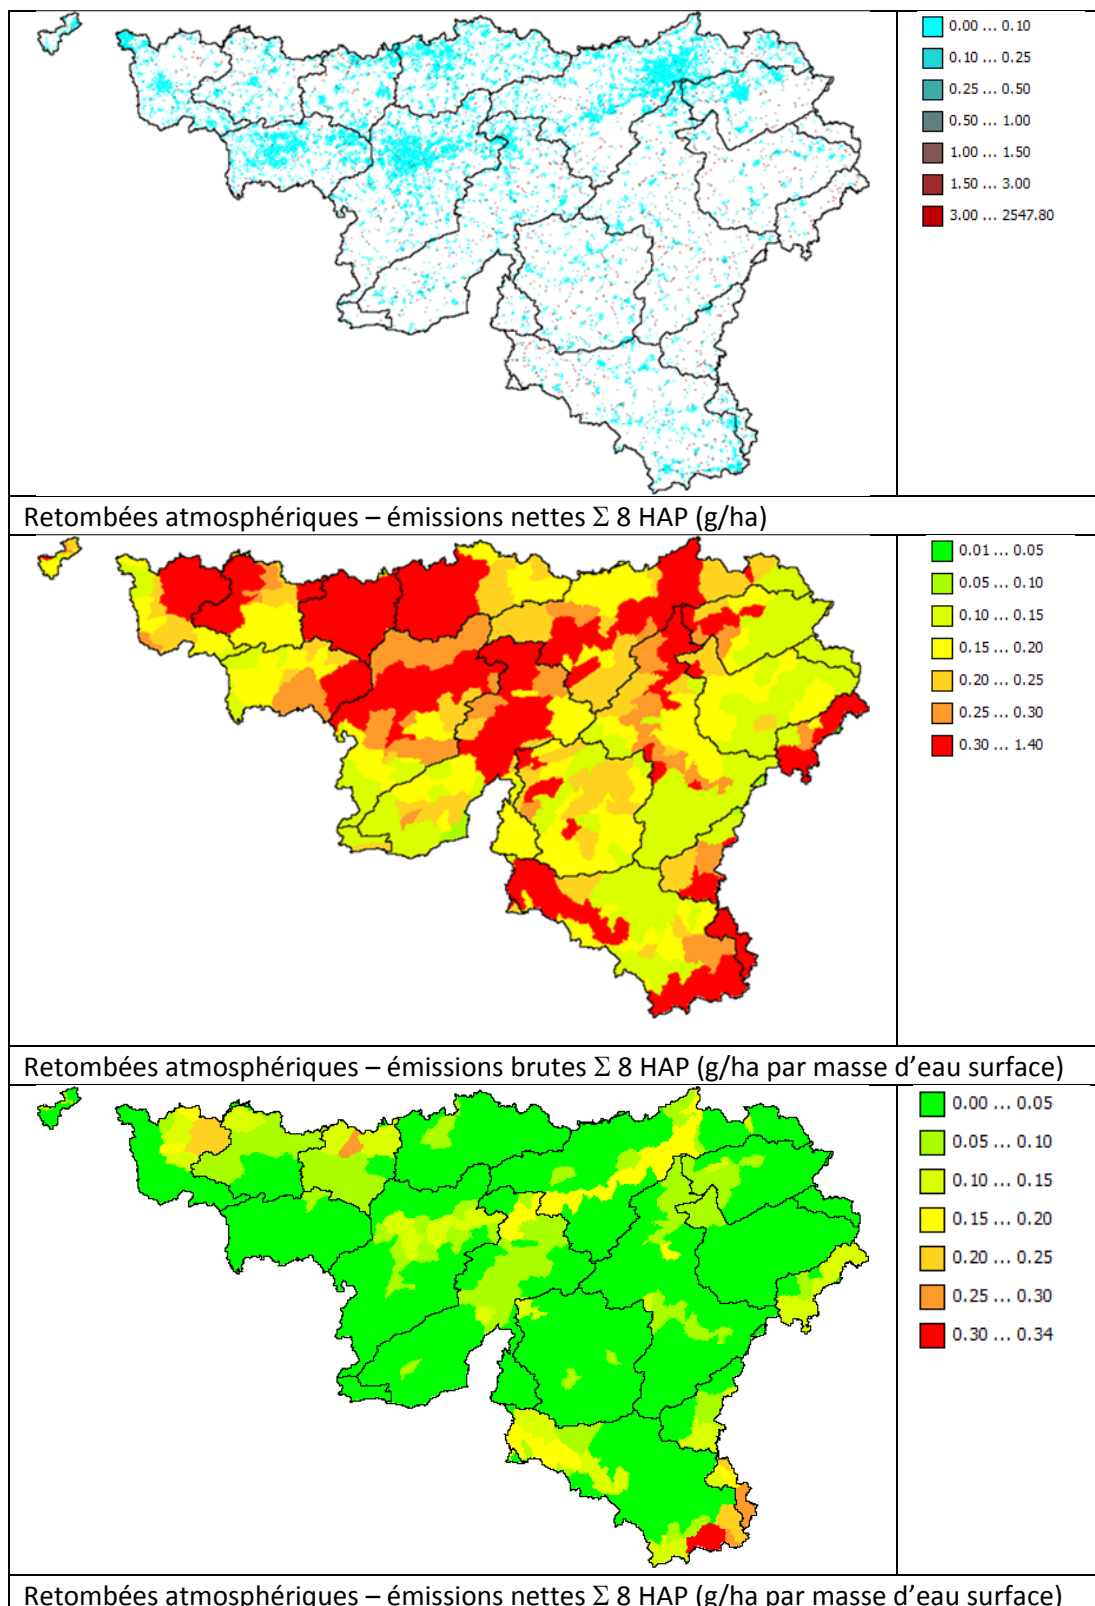 0.00 ... 0.10
0.10 ... 0.25
0.25 ... 0.50
0.50 ... 1.00
1.00 ... 1.50
1.50 ... 3.00
3.00 ... 2547.80
Retombées atmosphériques – émissions nettes Σ 8 HAP (g/ha)
0.01 ... 0.05
0.05 ... 0.10
0.10 ... 0.15
0.15 ... 0.20
0.20 ... 0.25
0.25 ... 0.30
0.30 ... 1.40
Retombées atmosphériques – émissions brutes Σ 8 HAP (g/ha par masse d'eau surface)
0.00 ... 0.05
0.05 ... 0.10
0.10 ... 0.15
0.15 ... 0.20
0.20 ... 0.25
0.25 ... 0.30
0.30 ... 0.34
Retombées atmosphériques – émissions nettes Σ 8 HAP (g/ha par masse d'eau surface)